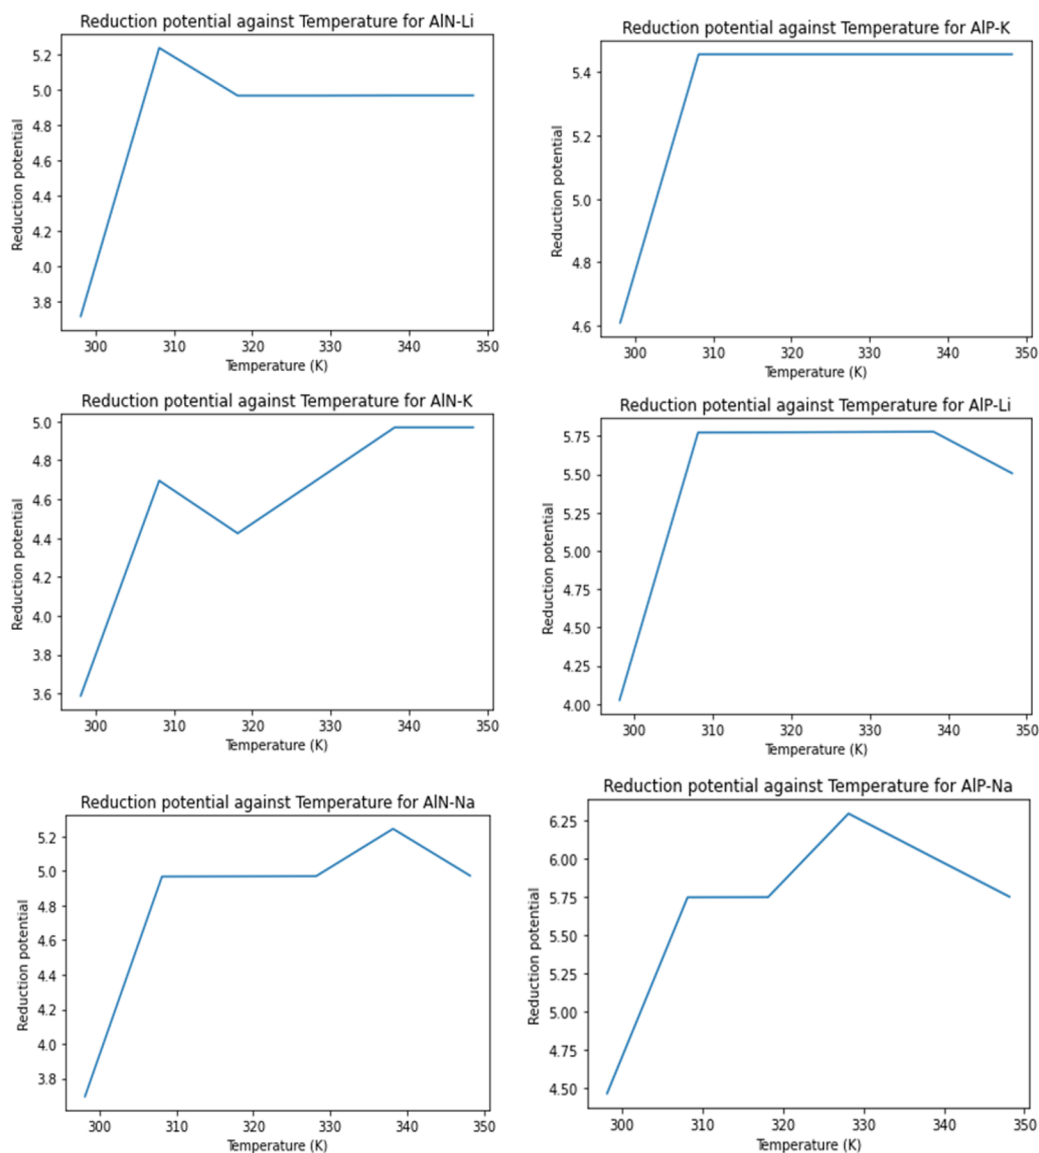 Reduction potential against Temperature for AlN-Li
5.2
5.0
4.8
4.6
4.4
4.2
4.0
3.8
Reduction potential
300 310 320 330 340 350
Temperature (K)
Reduction potential against Temperature for AlP-K
5.4
5.2
5.0
4.8
4.6
Reduction potential
300 310 320 330 340 350
Temperature (K)
Reduction potential against Temperature for AlN-K
5.0
4.8
4.6
4.4
4.2
4.0
3.8
3.6
Reduction potential
300 310 320 330 340 350
Temperature (K)
Reduction potential against Temperature for AlP-Li
5.75
5.50
5.25
5.00
4.75
4.50
4.25
4.00
Reduction potential
300 310 320 330 340 350
Temperature (K)
Reduction potential against Temperature for AlN-Na
5.2
5.0
4.8
4.6
4.4
4.2
4.0
3.8
Reduction potential
300 310 320 330 340 350
Temperature (K)
Reduction potential against Temperature for AlP-Na
6.25
6.00
5.75
5.50
5.25
5.00
4.75
4.50
Reduction potential
300 310 320 330 340 350
Temperature (K)